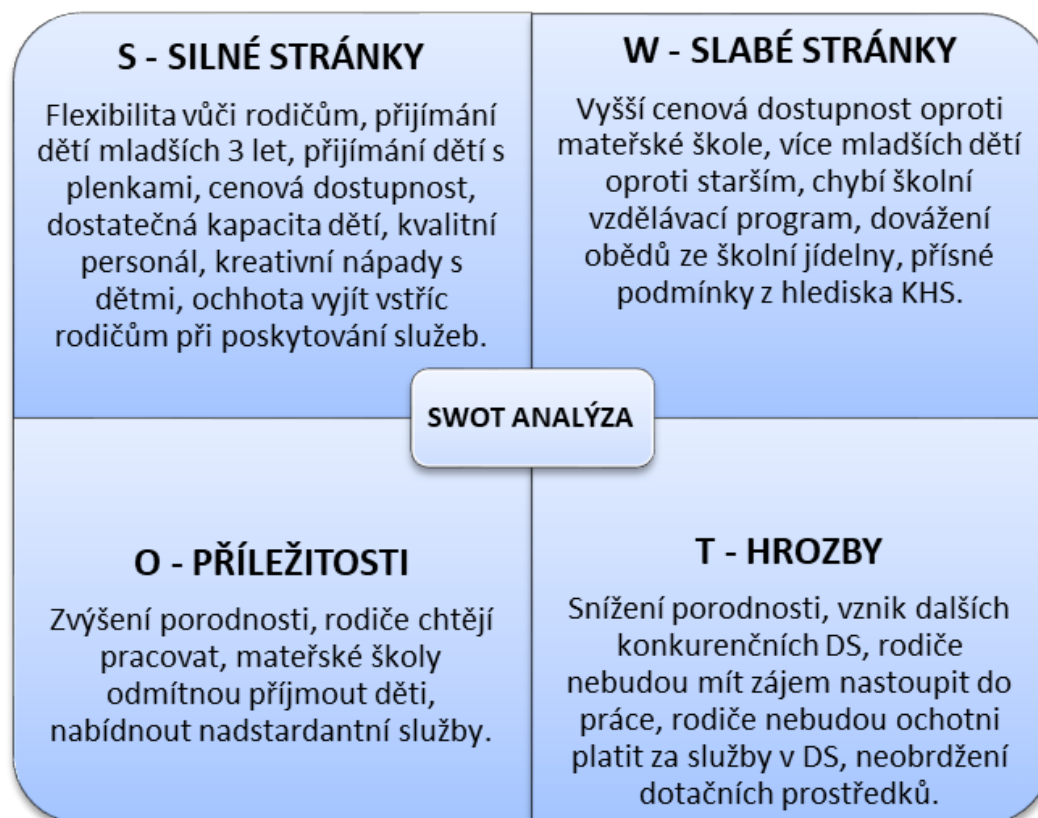 S - SILNÉ STRÁNKY
Flexibilita vůči rodičům, přijímání
dětí mladších 3 let, přijímání dětí s
plenkami, cenová dostupnost,
dostatečná kapacita dětí, kvalitní
personál, kreativní nápady s
dětmi, ochhota vyjít vstříc
rodičům při poskytování služeb.
W - SLABÉ STRÁNKY
Vyšší cenová dostupnost oproti
mateřské škole, více mladších dětí
oproti starším, chybí školní
vzdělávací program, dovážení
obědů ze školní jídelny, přísné
podmínky z hlediska KHS.
SWOT ANALÝZA
O - PŘÍLEŽITOSTI
Zvýšení porodnosti, rodiče chtějí
pracovat, mateřské školy
odmítnou příjmout děti,
nabídnout nadstardantní služby.
T - HROZBY
Snížení porodnosti, vznik dalších
konkurenčních DS, rodiče
nebudou mít zájem nastoupit do
práce, rodiče nebudou ochotni
platit za služby v DS, neobrdžení
dotačních prostředků.